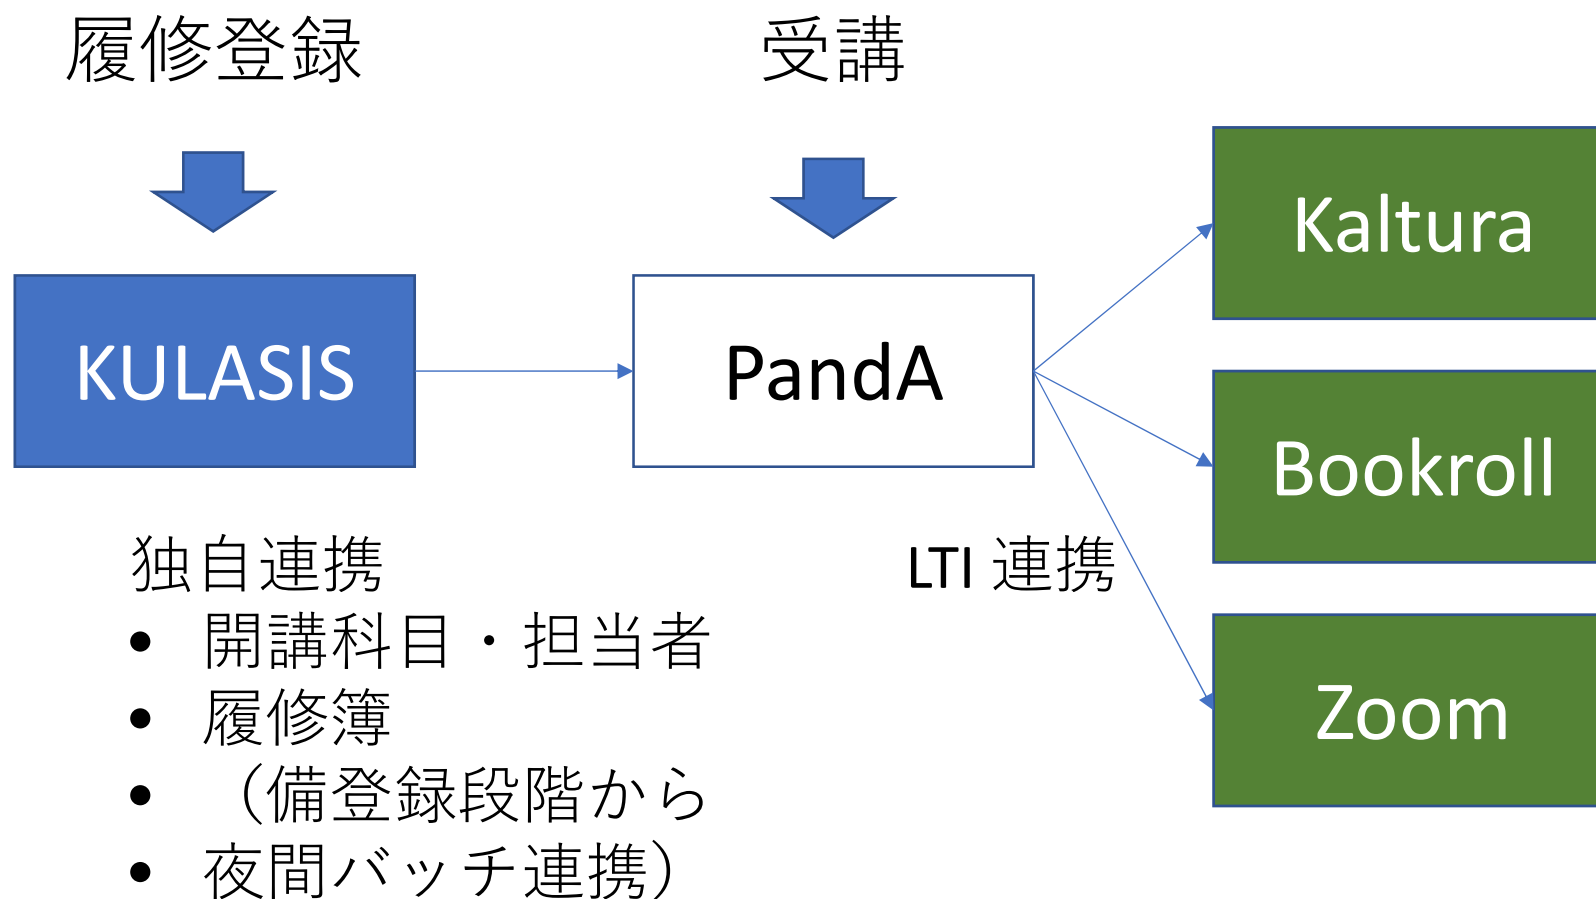 履修登録
受講
KULASIS
PandA
Kaltura
Bookroll
Zoom
独自連携
• 開講科目・担当者
• 履修簿
• （備登録段階から
• 夜間バッチ連携）
LTI 連携